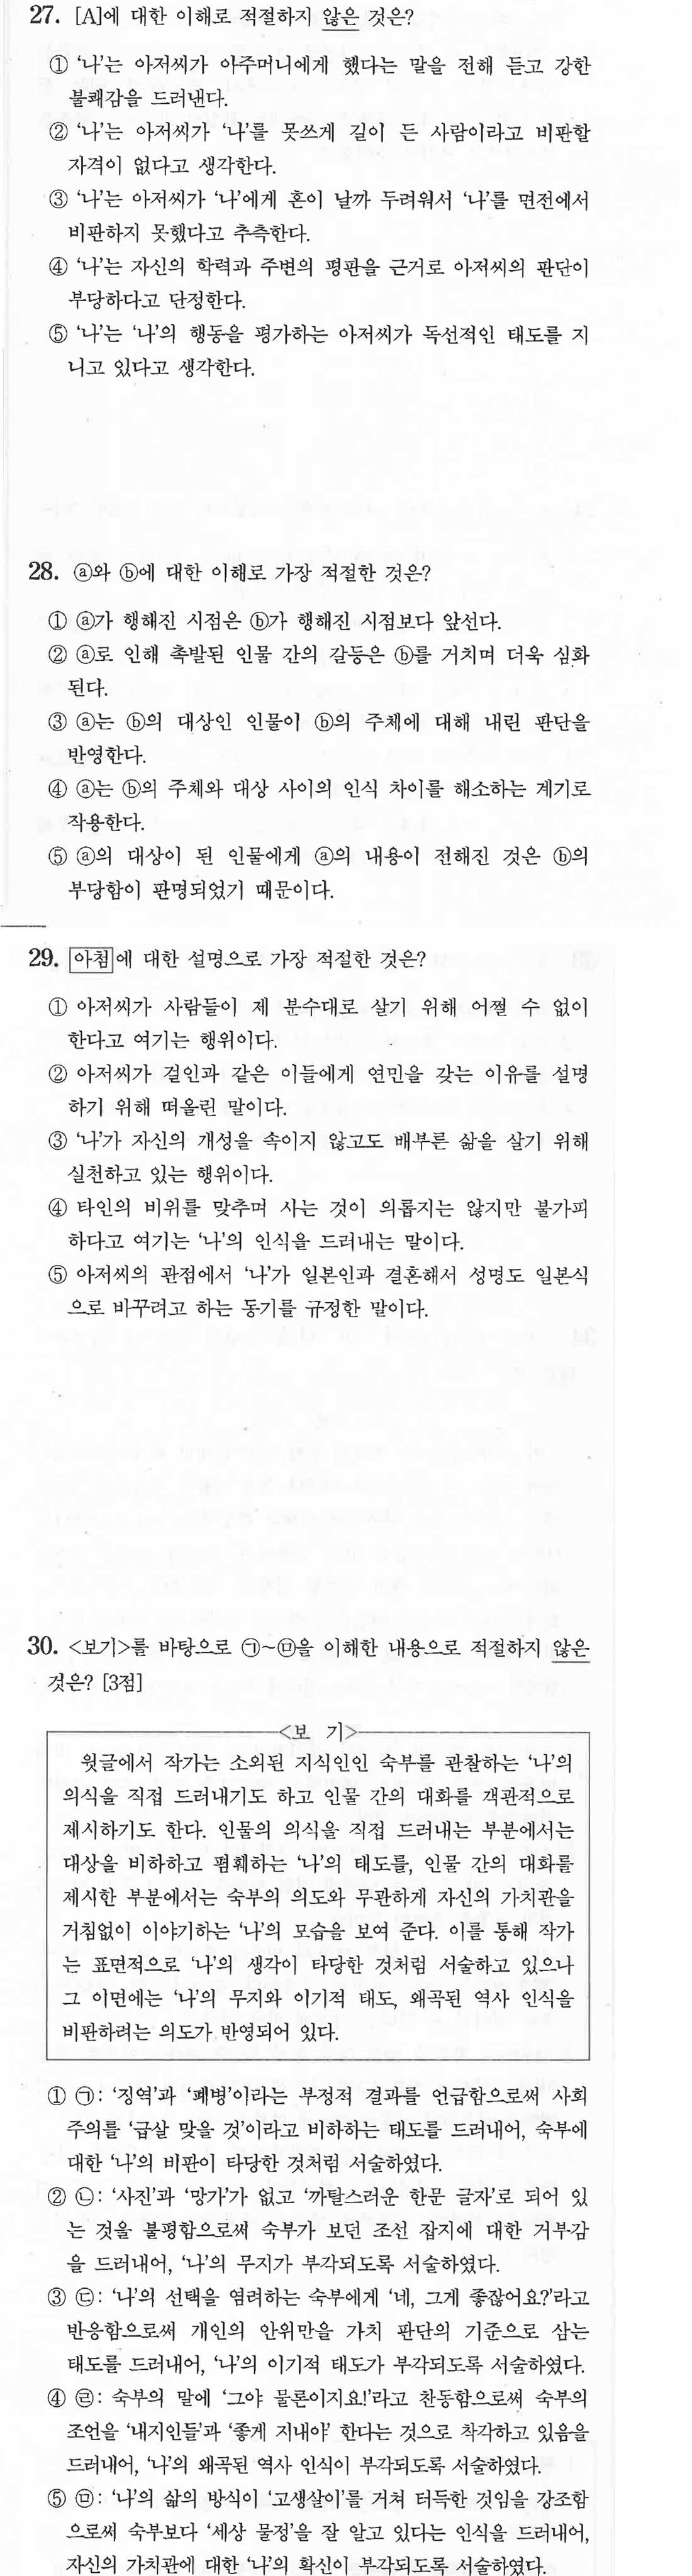 27. [A]에 대한 이해로 적절하지 않은 것은?
① ‘나’는 아저씨가 아주머니에게 했다는 말을 전해 듣고 강한
불쾌감을 드러낸다.
② ‘나’는 아저씨가 ‘나’를 못쓰게 길이 든 사람이라고 비판할
자격이 없다고 생각한다.
③ ‘나’는 아저씨가 ‘나’에게 혼이 날까 두려워서 ‘나’를 면전에서
비판하지 못했다고 추측한다.
④ ‘나’는 자신의 학력과 주변의 평판을 근거로 아저씨의 판단이
부당하다고 단정한다.
⑤ ‘나’는 ‘나’의 행동을 평가하는 아저씨가 독선적인 태도를 지
니고 있다고 생각한다.
28. ⓐ와 ⓑ에 대한 이해로 가장 적절한 것은?
① ⓐ가 행해진 시점은 ⓑ가 행해진 시점보다 앞선다.
② ⓐ로 인해 촉발된 인물 간의 갈등은 ⓑ를 거치며 더욱 심화
된다.
③ ⓐ는 ⓑ의 대상인 인물이 ⓑ의 주체에 대해 내린 판단을
반영한다.
④ ⓐ는 ⓑ의 주체와 대상 사이의 인식 차이를 해소하는 계기로
작용한다.
⑤ ⓐ의 대상이 된 인물에게 ⓐ의 내용이 전해진 것은 ⓑ의
부당함이 판명되었기 때문이다.
29. 아첨에 대한 설명으로 가장 적절한 것은?
① 아저씨가 사람들이 제 분수대로 살기 위해 어쩔 수 없이
한다고 여기는 행위이다.
② 아저씨가 걸인과 같은 이들에게 연민을 갖는 이유를 설명
하기 위해 떠올린 말이다.
③ ‘나’가 자신의 개성을 속이지 않고도 배부른 삶을 살기 위해
실천하고 있는 행위이다.
④ 타인의 비위를 맞추며 사는 것이 의롭지는 않지만 불가피
하다고 여기는 ‘나’의 인식을 드러내는 말이다.
⑤ 아저씨의 관점에서 ‘나’가 일본인과 결혼해서 성명도 일본식
으로 바꾸려고 하는 동기를 규정한 말이다.
30. <보기>를 바탕으로 ㉠~㉤을 이해한 내용으로 적절하지 않은
것은? [3점]
<보 기>
윗글에서 작가는 소외된 지식인인 숙부를 관찰하는 ‘나’의
의식을 직접 드러내기도 하고 인물 간의 대화를 객관적으로
제시하기도 한다. 인물의 의식을 직접 드러내는 부분에서는
대상을 비하하고 폄훼하는 ‘나’의 태도를, 인물 간의 대화를
제시한 부분에서는 숙부의 의도와 무관하게 자신의 가치관을
거침없이 이야기하는 ‘나’의 모습을 보여 준다. 이를 통해 작가
는 표면적으로 ‘나’의 생각이 타당한 것처럼 서술하고 있으나
그 이면에는 ‘나’의 무지와 이기적 태도, 왜곡된 역사 인식을
비판하려는 의도가 반영되어 있다.
① ㉠: ‘징역’과 ‘폐병’이라는 부정적 결과를 언급함으로써 사회
주의를 ‘급살 맞을 것’이라고 비하하는 태도를 드러내어, 숙부에
대한 ‘나’의 비판이 타당한 것처럼 서술하였다.
② ㉡: ‘사진’과 ‘망가’가 없고 ‘까탈스러운 한문 글자’로 되어 있
는 것을 불평함으로써 숙부가 보던 조선 잡지에 대한 거부감
을 드러내어, ‘나’의 무지가 부각되도록 서술하였다.
③ ㉢: ‘나’의 선택을 염려하는 숙부에게 ‘네, 그게 좋잖어요?’라고
반응함으로써 개인의 안위만을 가치 판단의 기준으로 삼는
태도를 드러내어, ‘나’의 이기적 태도가 부각되도록 서술하였다.
④ ㉣: 숙부의 말에 ‘그야 물론이지요!’라고 찬동함으로써 숙부의
조언을 ‘내지인들’과 ‘좋게 지내야’ 한다는 것으로 착각하고 있음을
드러내어, ‘나’의 왜곡된 역사 인식이 부각되도록 서술하였다.
⑤ ㉤: ‘나’의 삶의 방식이 ‘고생살이’를 거쳐 터득한 것임을 강조함
으로써 숙부보다 ‘세상 물정’을 잘 알고 있다는 인식을 드러내어,
자신의 가치관에 대한 ‘나’의 확신이 부각되도록 서술하였다.